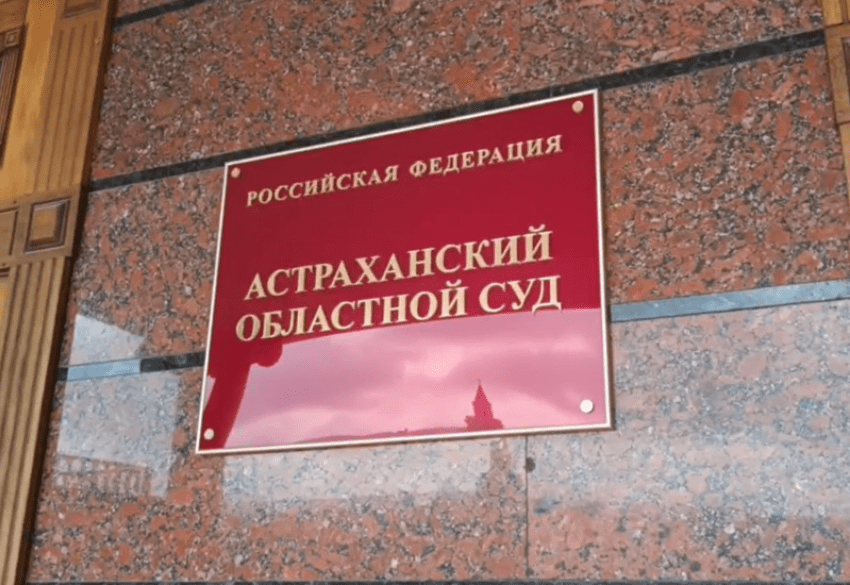 РОССИЙСКАЯ ФЕДЕРАЦИЯ
АСТРАХАНСКИЙ
ОБЛАСТНОЙ СУД